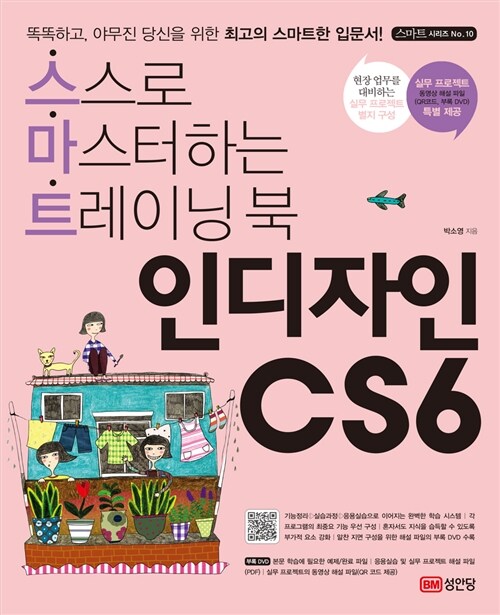 똑똑하고, 야무진 당신을 위한 최고의 스마트한 입문서!
스마트 시리즈 No.10
현장 업무를
대비하는
실무 프로젝트
별지 구성
실무 프로젝트
동영상 해설 파일
(QR코드, 부록 DVD)
특별 제공
스스로
마스터하는
트레이닝 북
박소영 지음
인디자인
CS6
기능정리▷실습과정▷응용실습으로 이어지는 완벽한 학습 시스템 | 각
프로그램의 최중요 기능 우선 구성 | 혼자서도 지식을 습득할 수 있도록
부가적 요소 강화 | 알찬 지면 구성을 위한 해설 파일의 부록 DVD 수록
부록 DVD 본문 학습에 필요한 예제/완료 파일 | 응용실습 및 실무 프로젝트 해설 파일
(PDF) | 실무 프로젝트의 동영상 해설 파일(QR 코드 제공)
BM 성안당